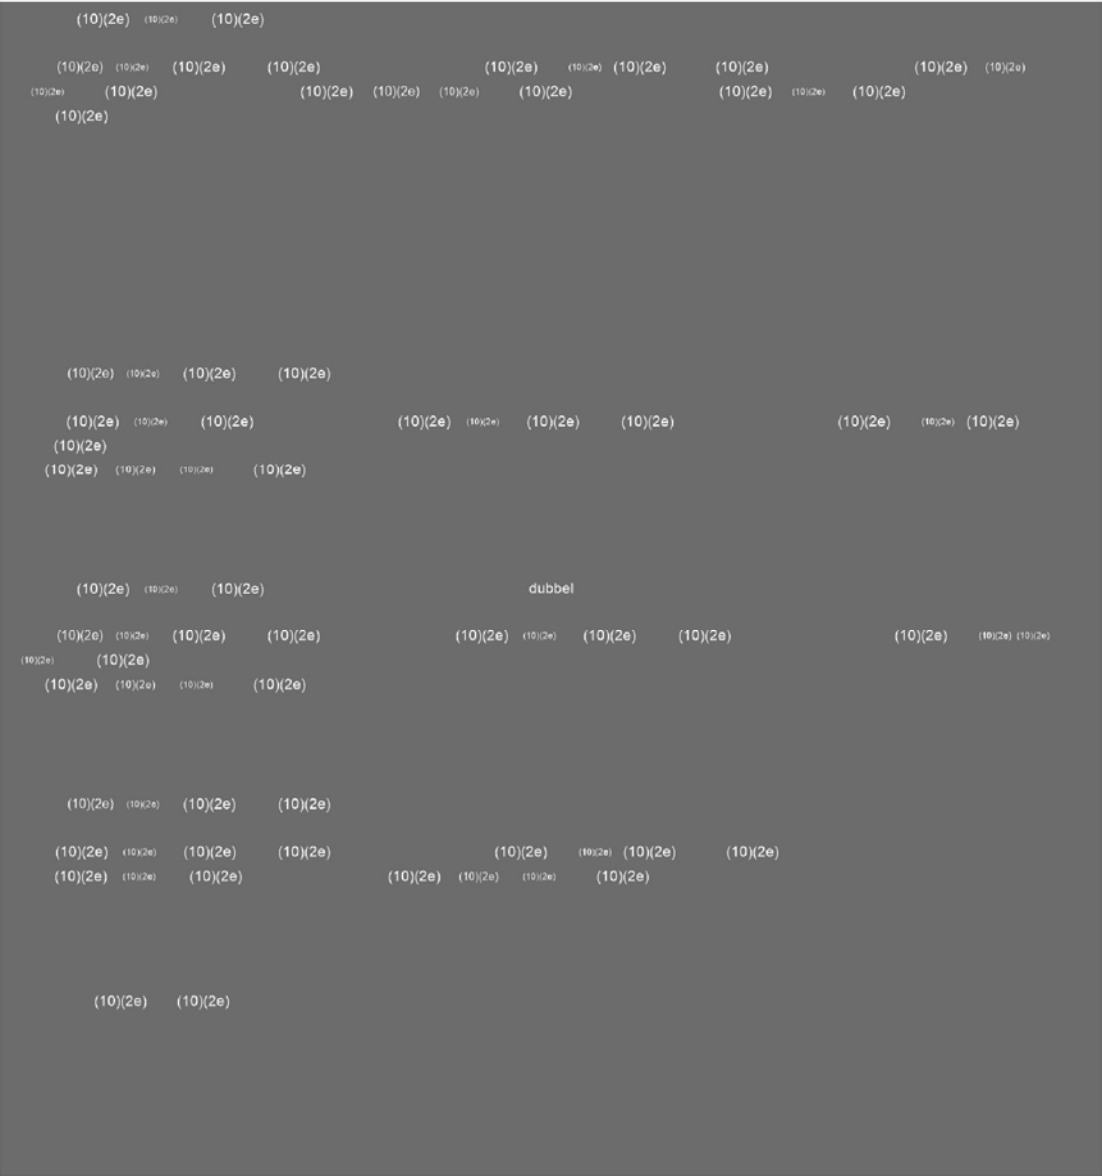 (10)(2e) (10)(2e) (10)(2e)
(10)(2e) (10)(2e) (10)(2e) (10)(2e) (10)(2e) (10)(2e) (10)(2e) (10)(2e) (10)(2e) (10)(2e)
(10)(2e) (10)(2e) (10)(2e) (10)(2e) (10)(2e) (10)(2e) (10)(2e) (10)(2e) (10)(2e)
(10)(2e)
(10)(2e) (10)(2e) (10)(2e) (10)(2e)
(10)(2e) (10)(2e) (10)(2e) (10)(2e) (10)(2e) (10)(2e) (10)(2e) (10)(2e) (10)(2e) (10)(2e)
(10)(2e)
(10)(2e) (10)(2e) (10)(2e) (10)(2e)
(10)(2e) (10)(2e) (10)(2e) dubbel
(10)(2e) (10)(2e) (10)(2e) (10)(2e) (10)(2e) (10)(2e) (10)(2e) (10)(2e) (10)(2e) (10)(2e) (10)(2e)
(10)(2e) (10)(2e)
(10)(2e) (10)(2e) (10)(2e) (10)(2e)
(10)(2e) (10)(2e) (10)(2e) (10)(2e)
(10)(2e) (10)(2e) (10)(2e) (10)(2e) (10)(2e) (10)(2e) (10)(2e) (10)(2e)
(10)(2e) (10)(2e) (10)(2e) (10)(2e) (10)(2e) (10)(2e) (10)(2e)
(10)(2e) (10)(2e)